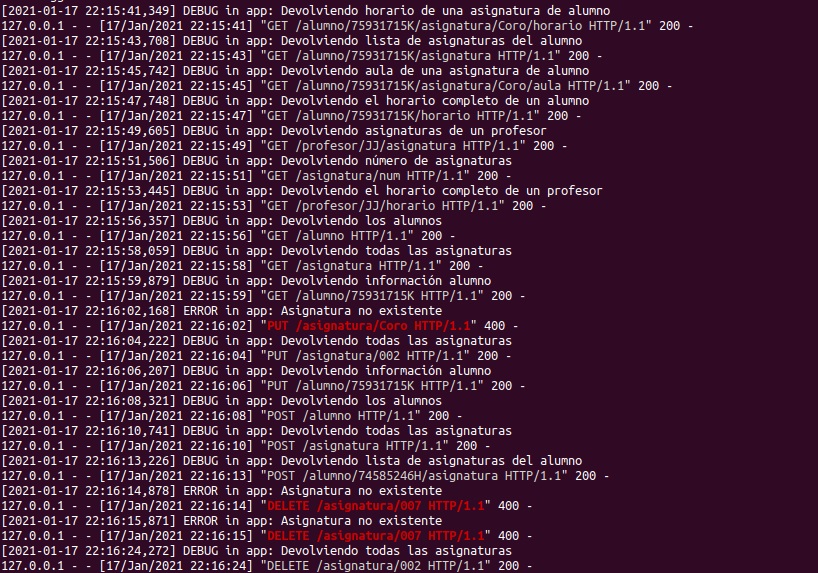 [2021-01-17 22:15:41,349] DEBUG in app: Devolviendo horario de una asignatura de alumno
127.0.0.1 - - [17/Jan/2021 22:15:41] "GET /alumno/75931715K/asignatura/Coro/horario HTTP/1.1" 200 -
[2021-01-17 22:15:43,708] DEBUG in app: Devolviendo lista de asignaturas del alumno
127.0.0.1 - - [17/Jan/2021 22:15:43] "GET /alumno/75931715K/asignatura HTTP/1.1" 200 -
[2021-01-17 22:15:45,742] DEBUG in app: Devolviendo aula de una asignatura de alumno
127.0.0.1 - - [17/Jan/2021 22:15:45] "GET /alumno/75931715K/asignatura/Coro/aula HTTP/1.1" 200 -
[2021-01-17 22:15:47,748] DEBUG in app: Devolviendo el horario completo de un alumno
127.0.0.1 - - [17/Jan/2021 22:15:47] "GET /alumno/75931715K/horario HTTP/1.1" 200 -
[2021-01-17 22:15:49,605] DEBUG in app: Devolviendo asignaturas de un profesor
127.0.0.1 - - [17/Jan/2021 22:15:49] "GET /profesor/JJ/asignatura HTTP/1.1" 200 -
[2021-01-17 22:15:51,506] DEBUG in app: Devolviendo número de asignaturas
127.0.0.1 - - [17/Jan/2021 22:15:51] "GET /asignatura/num HTTP/1.1" 200 -
[2021-01-17 22:15:53,445] DEBUG in app: Devolviendo el horario completo de un profesor
127.0.0.1 - - [17/Jan/2021 22:15:53] "GET /profesor/JJ/horario HTTP/1.1" 200 -
[2021-01-17 22:15:56,357] DEBUG in app: Devolviendo los alumnos
127.0.0.1 - - [17/Jan/2021 22:15:56] "GET /alumno HTTP/1.1" 200 -
[2021-01-17 22:15:58,059] DEBUG in app: Devolviendo todas las asignaturas
127.0.0.1 - - [17/Jan/2021 22:15:58] "GET /asignatura HTTP/1.1" 200 -
[2021-01-17 22:15:59,879] DEBUG in app: Devolviendo información alumno
127.0.0.1 - - [17/Jan/2021 22:15:59] "GET /alumno/75931715K HTTP/1.1" 200 -
[2021-01-17 22:16:02,168] ERROR in app: Asignatura no existente
127.0.0.1 - - [17/Jan/2021 22:16:02] "PUT /asignatura/Coro HTTP/1.1" 400 -
[2021-01-17 22:16:04,222] DEBUG in app: Devolviendo todas las asignaturas
127.0.0.1 - - [17/Jan/2021 22:16:04] "PUT /asignatura/002 HTTP/1.1" 200 -
[2021-01-17 22:16:06,207] DEBUG in app: Devolviendo información alumno
127.0.0.1 - - [17/Jan/2021 22:16:06] "PUT /alumno/75931715K HTTP/1.1" 200 -
[2021-01-17 22:16:08,321] DEBUG in app: Devolviendo los alumnos
127.0.0.1 - - [17/Jan/2021 22:16:08] "POST /alumno HTTP/1.1" 200 -
[2021-01-17 22:16:10,741] DEBUG in app: Devolviendo todas las asignaturas
127.0.0.1 - - [17/Jan/2021 22:16:10] "POST /asignatura HTTP/1.1" 200 -
[2021-01-17 22:16:13,226] DEBUG in app: Devolviendo lista de asignaturas del alumno
127.0.0.1 - - [17/Jan/2021 22:16:13] "POST /alumno/74585246H/asignatura HTTP/1.1" 200 -
[2021-01-17 22:16:14,878] ERROR in app: Asignatura no existente
127.0.0.1 - - [17/Jan/2021 22:16:14] "DELETE /asignatura/007 HTTP/1.1" 400 -
[2021-01-17 22:16:15,871] ERROR in app: Asignatura no existente
127.0.0.1 - - [17/Jan/2021 22:16:15] "DELETE /asignatura/007 HTTP/1.1" 400 -
[2021-01-17 22:16:24,272] DEBUG in app: Devolviendo todas las asignaturas
127.0.0.1 - - [17/Jan/2021 22:16:24] "DELETE /asignatura/002 HTTP/1.1" 200 -